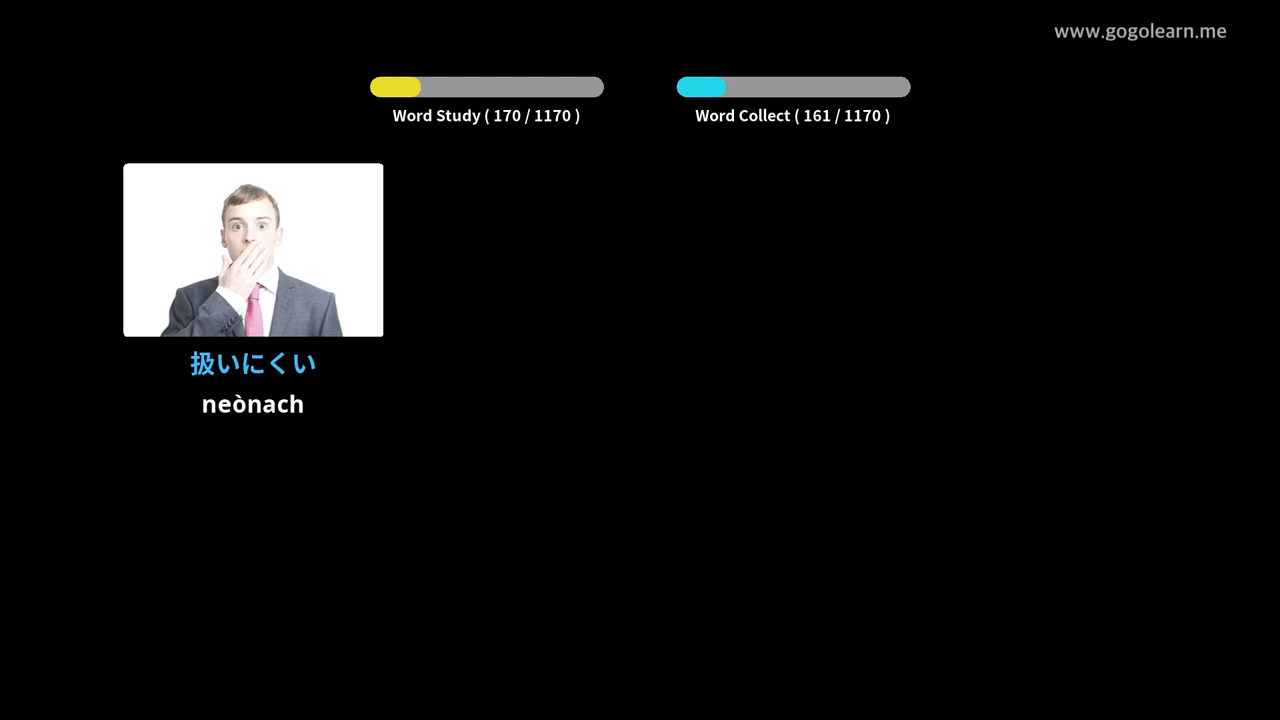 www.gogolearn.me
Word Study ( 170 / 1170 )
Word Collect ( 161 / 1170 )
扱いにくい
neònach